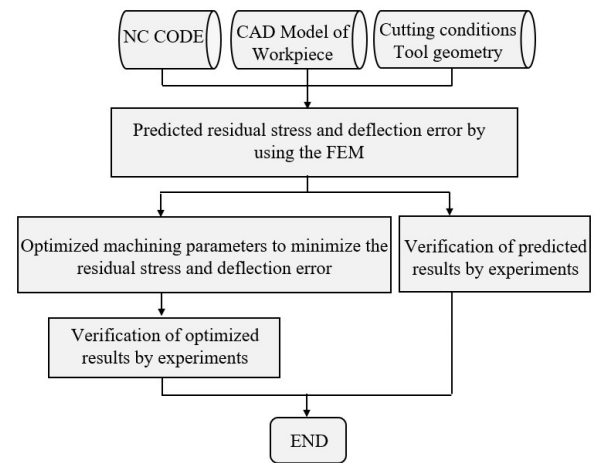 NC CODE
CAD Model of
Workpiece
Cutting conditions
Tool geometry
Predicted residual stress and deflection error by
using the FEM
Optimized machining parameters to minimize the
residual stress and deflection error
Verification of predicted
results by experiments
Verification of optimized
results by experiments
END